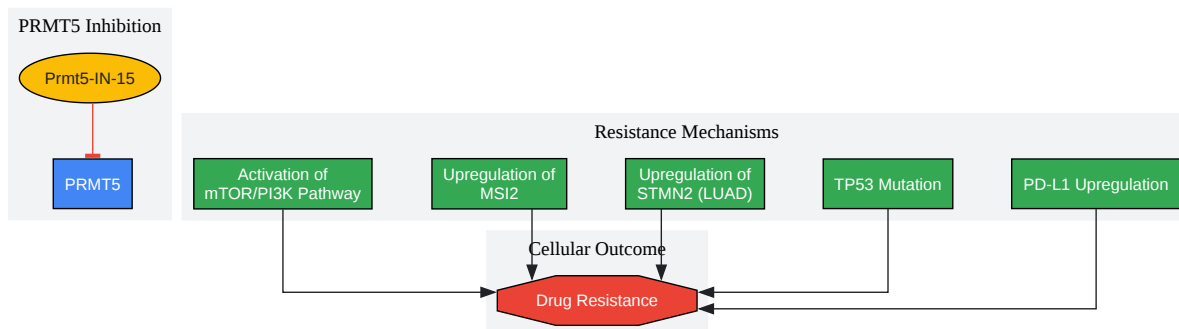 PRMT5 Inhibition
Prmt5-IN-15
PRMT5
Resistance Mechanisms
Activation of
mTOR/PI3K Pathway
Upregulation of
MSI2
Upregulation of
STMN2 (LUAD)
TP53 Mutation
PD-L1 Upregulation
Cellular Outcome
Drug Resistance